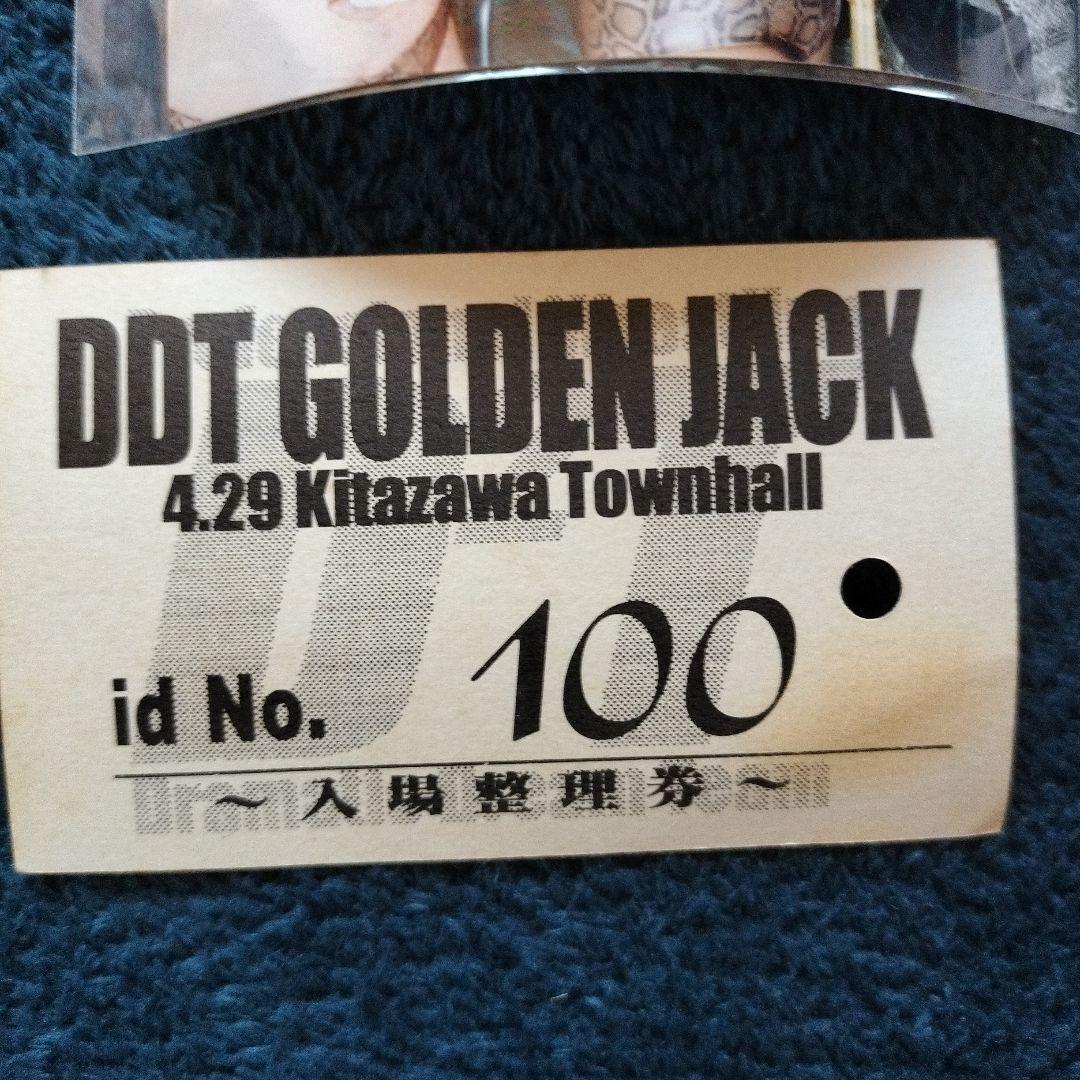 DDT GOLDEN JACK
4.29 Kitazawa Townhall
id No. 100
～入場整理券～